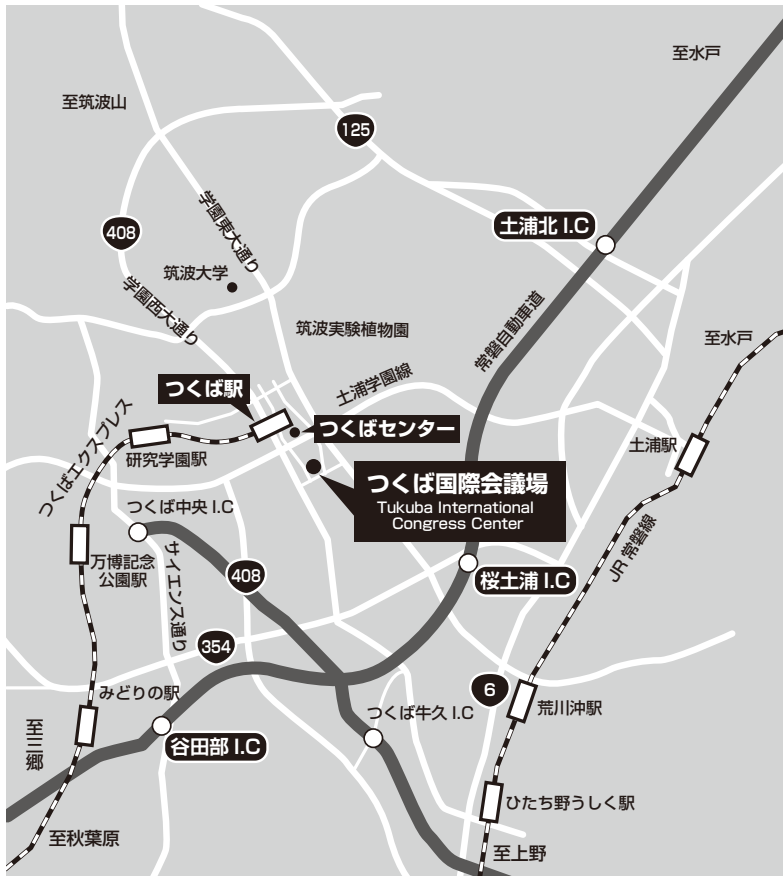 至水戸
至筑波山
125
学園東大通り
408
土浦北 I.C
筑波大学
学園西大通り
筑波実験植物園
常磐自動車道
至水戸
土浦学園線
つくば駅
つくばセンター
つくばエクスプレス
研究学園駅
土浦駅
つくば国際会議場
Tukuba International
Congress Center
つくば中央 I.C
JR 常磐線
万博記念
公園駅
サイエンス通り
408
桜土浦 I.C
354
みどりの駅
6
荒川沖駅
つくば牛久 I.C
至三郷
谷田部 I.C
ひたち野うしく駅
至秋葉原
至上野